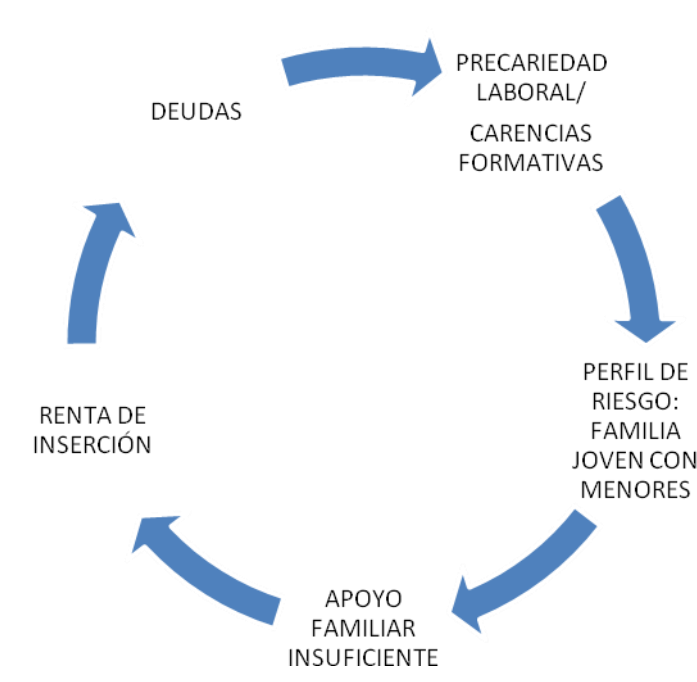 DEUDAS
PRECARIEDAD
LABORAL/
CARENCIAS
FORMATIVAS
PERFIL DE
RIESGO:
FAMILIA
JOVEN CON
MENORES
APOYO
FAMILIAR
INSUFICIENTE
RENTA DE
INSERCIÓN